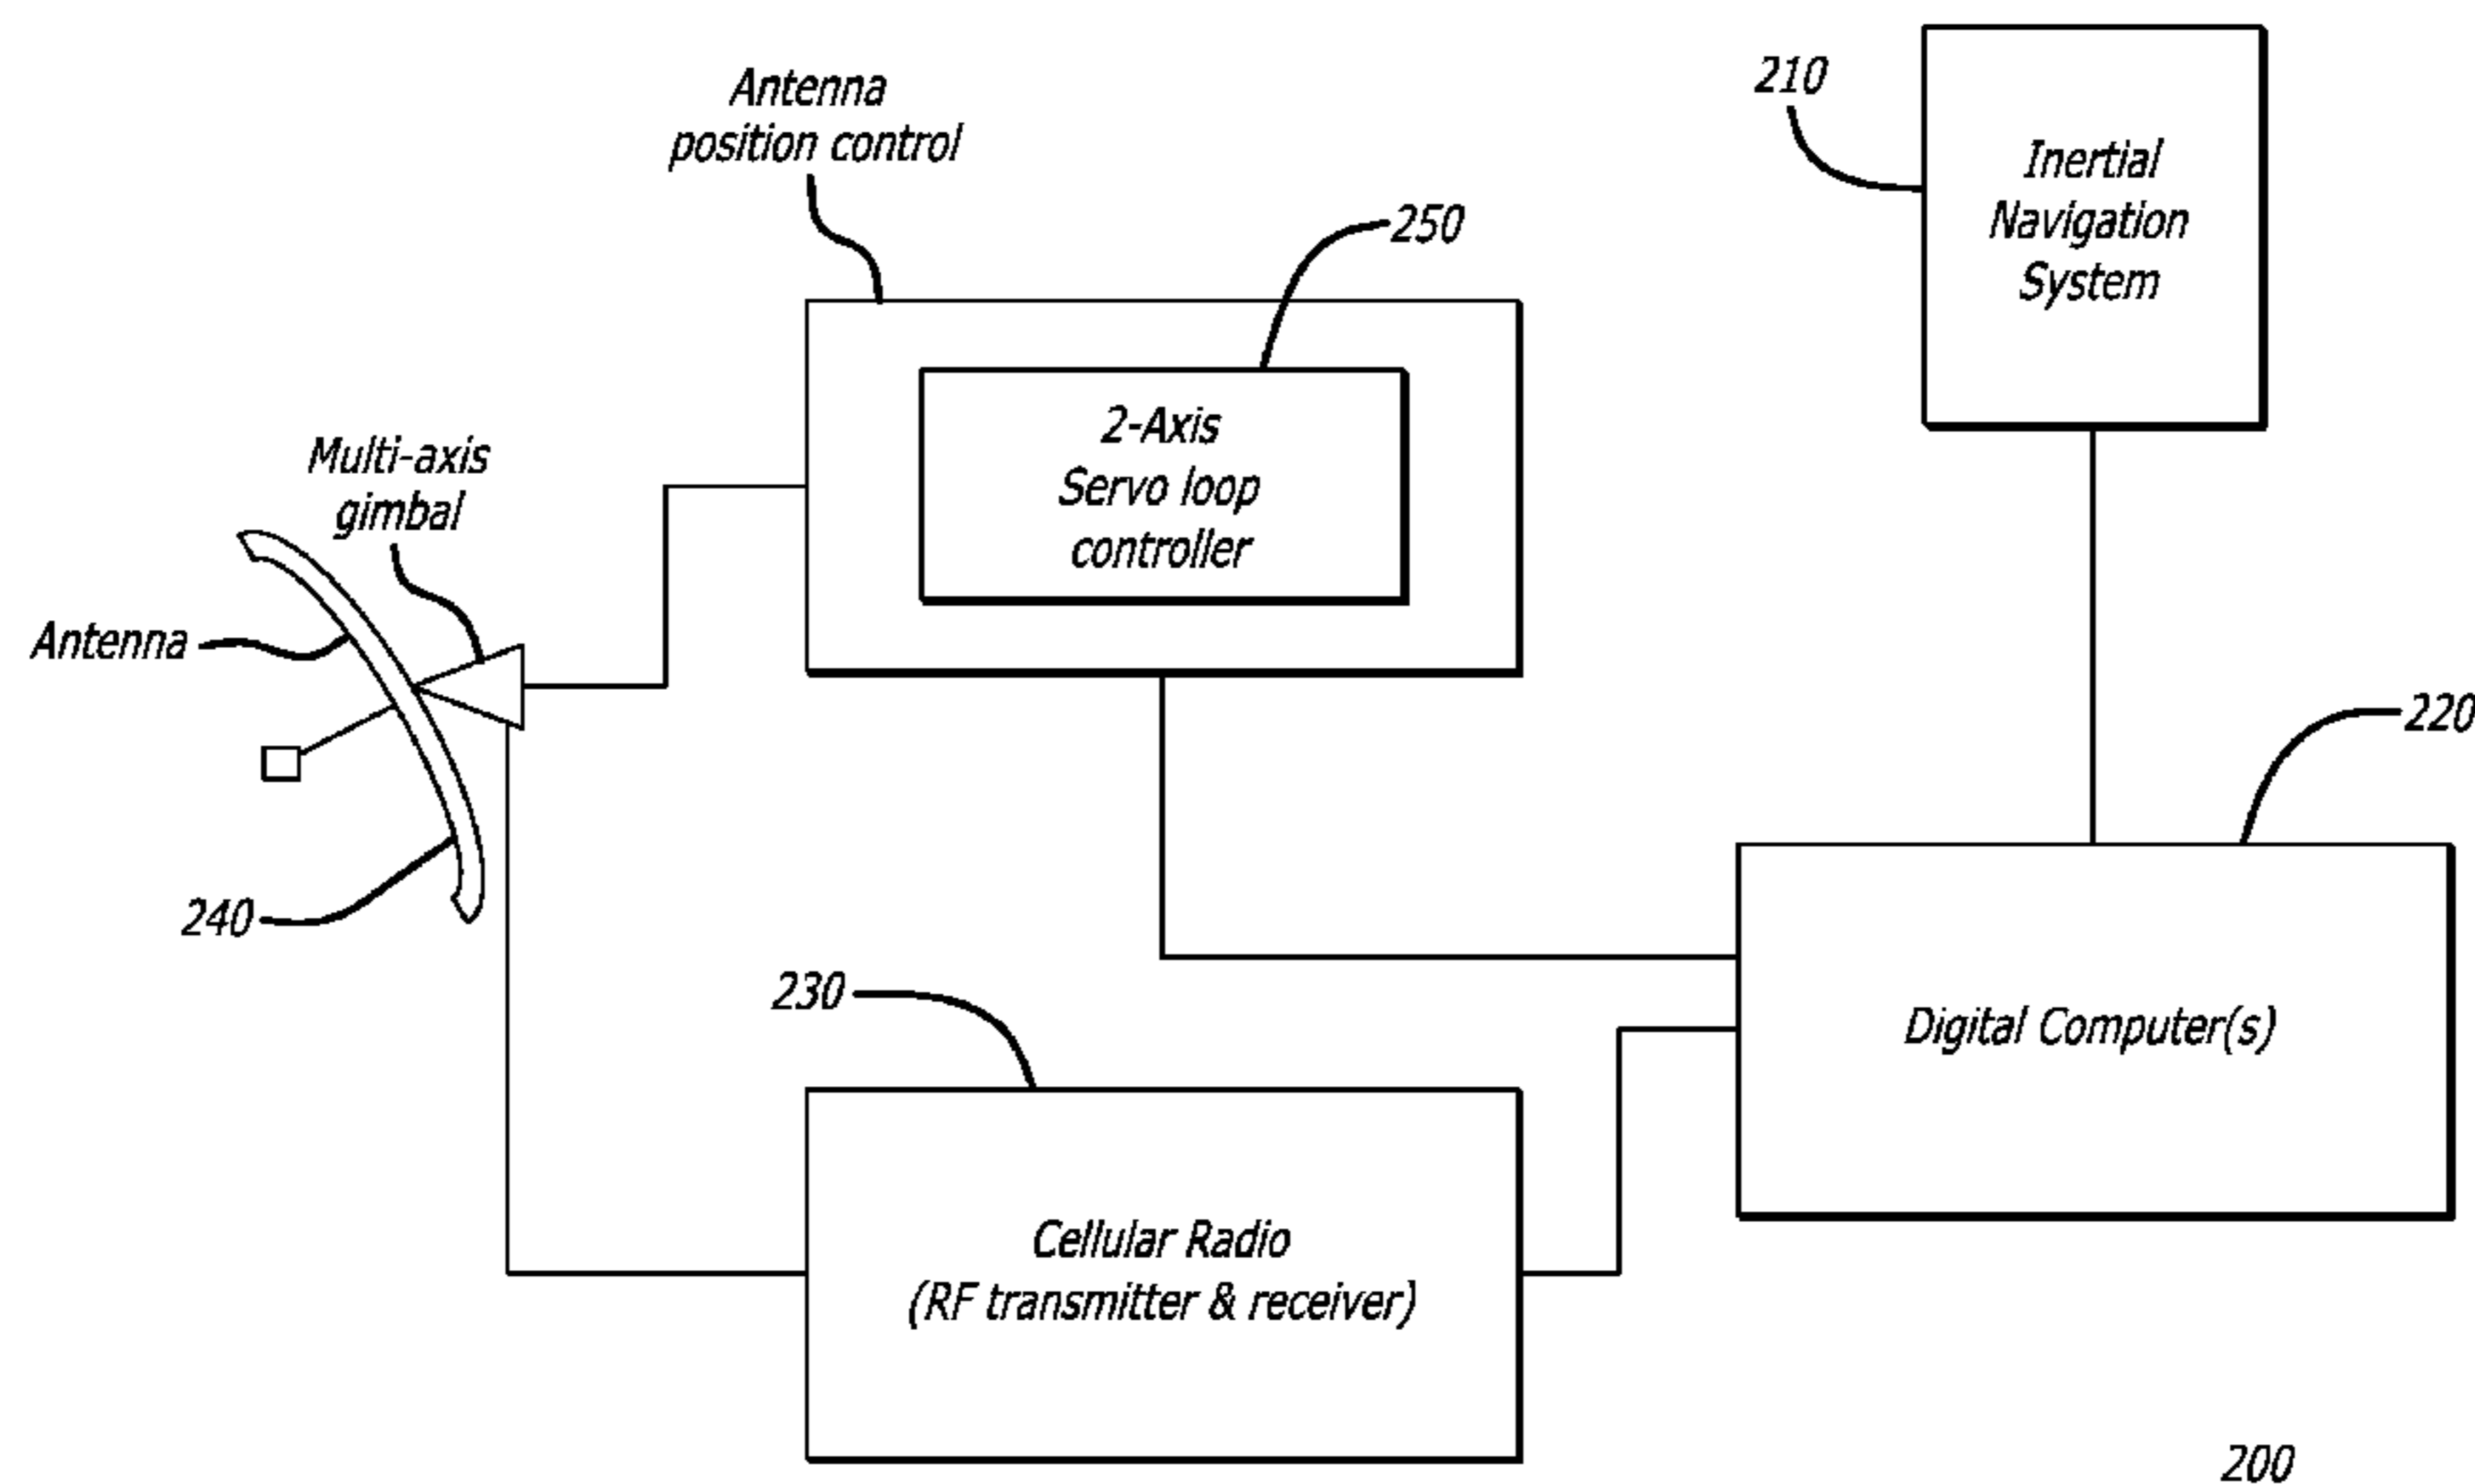 Antenna
position control
250
2-Axis
Servo loop
controller
210
Inertial
Navigation
System
Multi-axis
gimbal
Antenna
240
220
Digital Computer(s)
230
Cellular Radio
(RF transmitter & receiver)
200